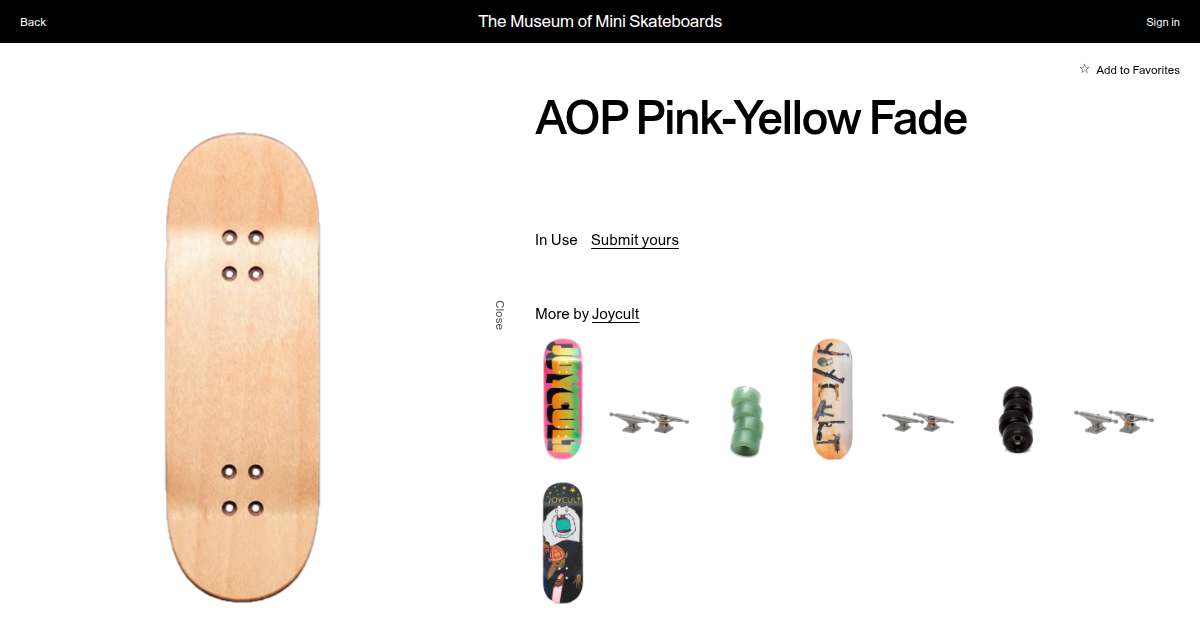 Back
The Museum of Mini Skateboards
Sign in
☆ Add to Favorites
AOP Pink-Yellow Fade
In Use Submit yours
Close
More by Joycult
JOYCULT
JOYCULT
JOYCULT